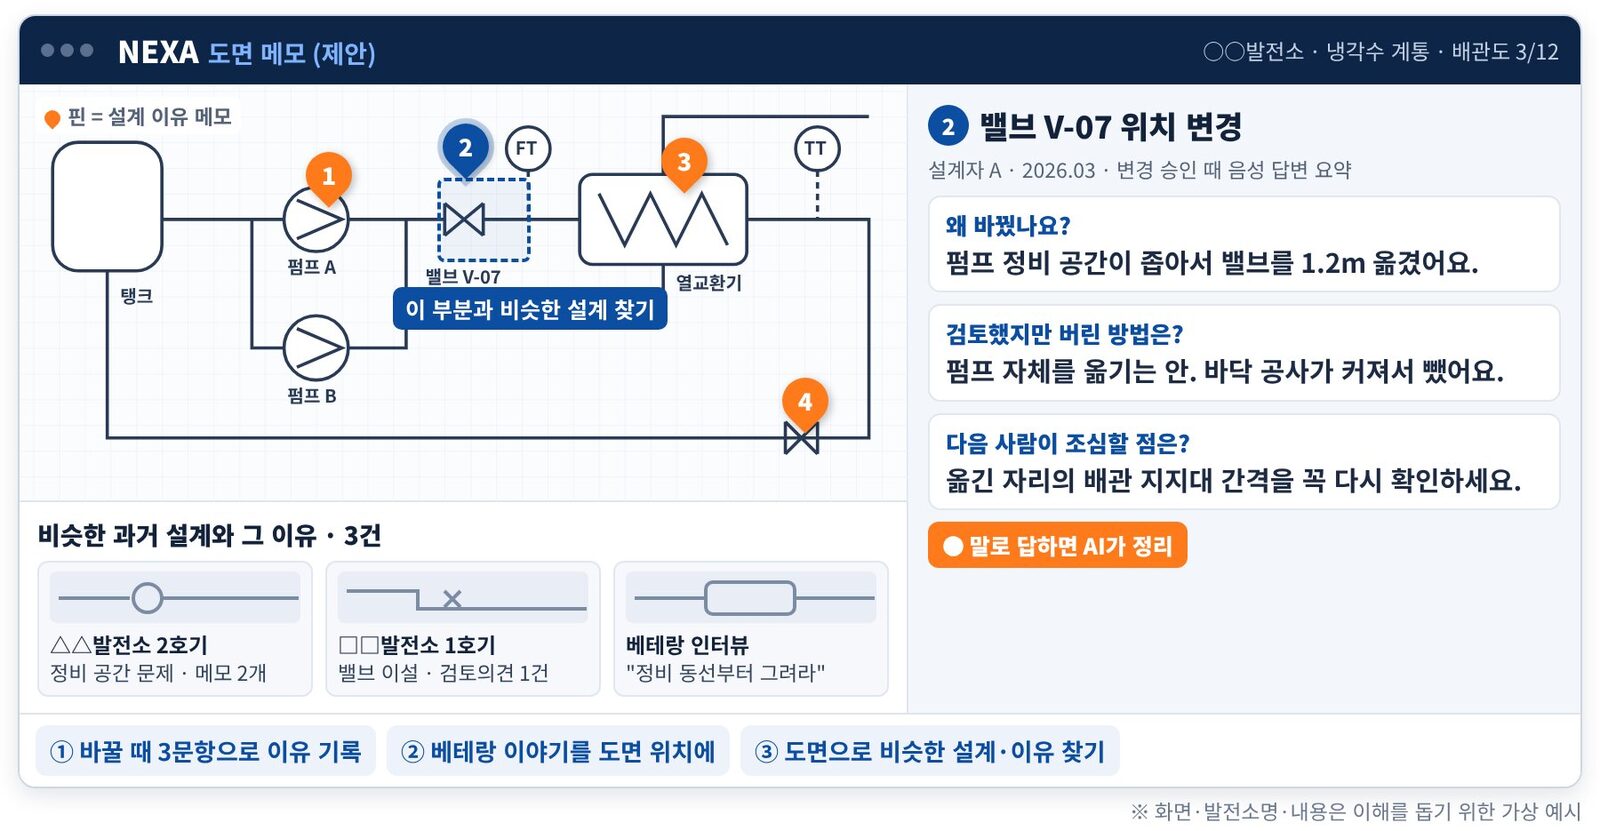 NEXA 도면 메모 (제안)
○○발전소 · 냉각수 계통 · 배관도 3/12
핀 = 설계 이유 메모
1
2
FT
3
TT
펌프 A
밸브 V-07
열교환기
탱크
이 부분과 비슷한 설계 찾기
펌프 B
4
2 밸브 V-07 위치 변경
설계자 A · 2026.03 · 변경 승인 때 음성 답변 요약
왜 바꿨나요?
펌프 정비 공간이 좁아서 밸브를 1.2m 옮겼어요.
검토했지만 버린 방법은?
펌프 자체를 옮기는 안. 바닥 공사가 커져서 뺐어요.
다음 사람이 조심할 점은?
옮긴 자리의 배관 지지대 간격을 꼭 다시 확인하세요.
말로 답하면 AI가 정리
비슷한 과거 설계와 그 이유 · 3건
△△발전소 2호기
정비 공간 문제 · 메모 2개
□□발전소 1호기
밸브 이설 · 검토의견 1건
베테랑 인터뷰
"정비 동선부터 그려라"
① 바꿀 때 3문항으로 이유 기록
② 베테랑 이야기를 도면 위치에
③ 도면으로 비슷한 설계·이유 찾기
※ 화면·발전소명·내용은 이해를 돕기 위한 가상 예시